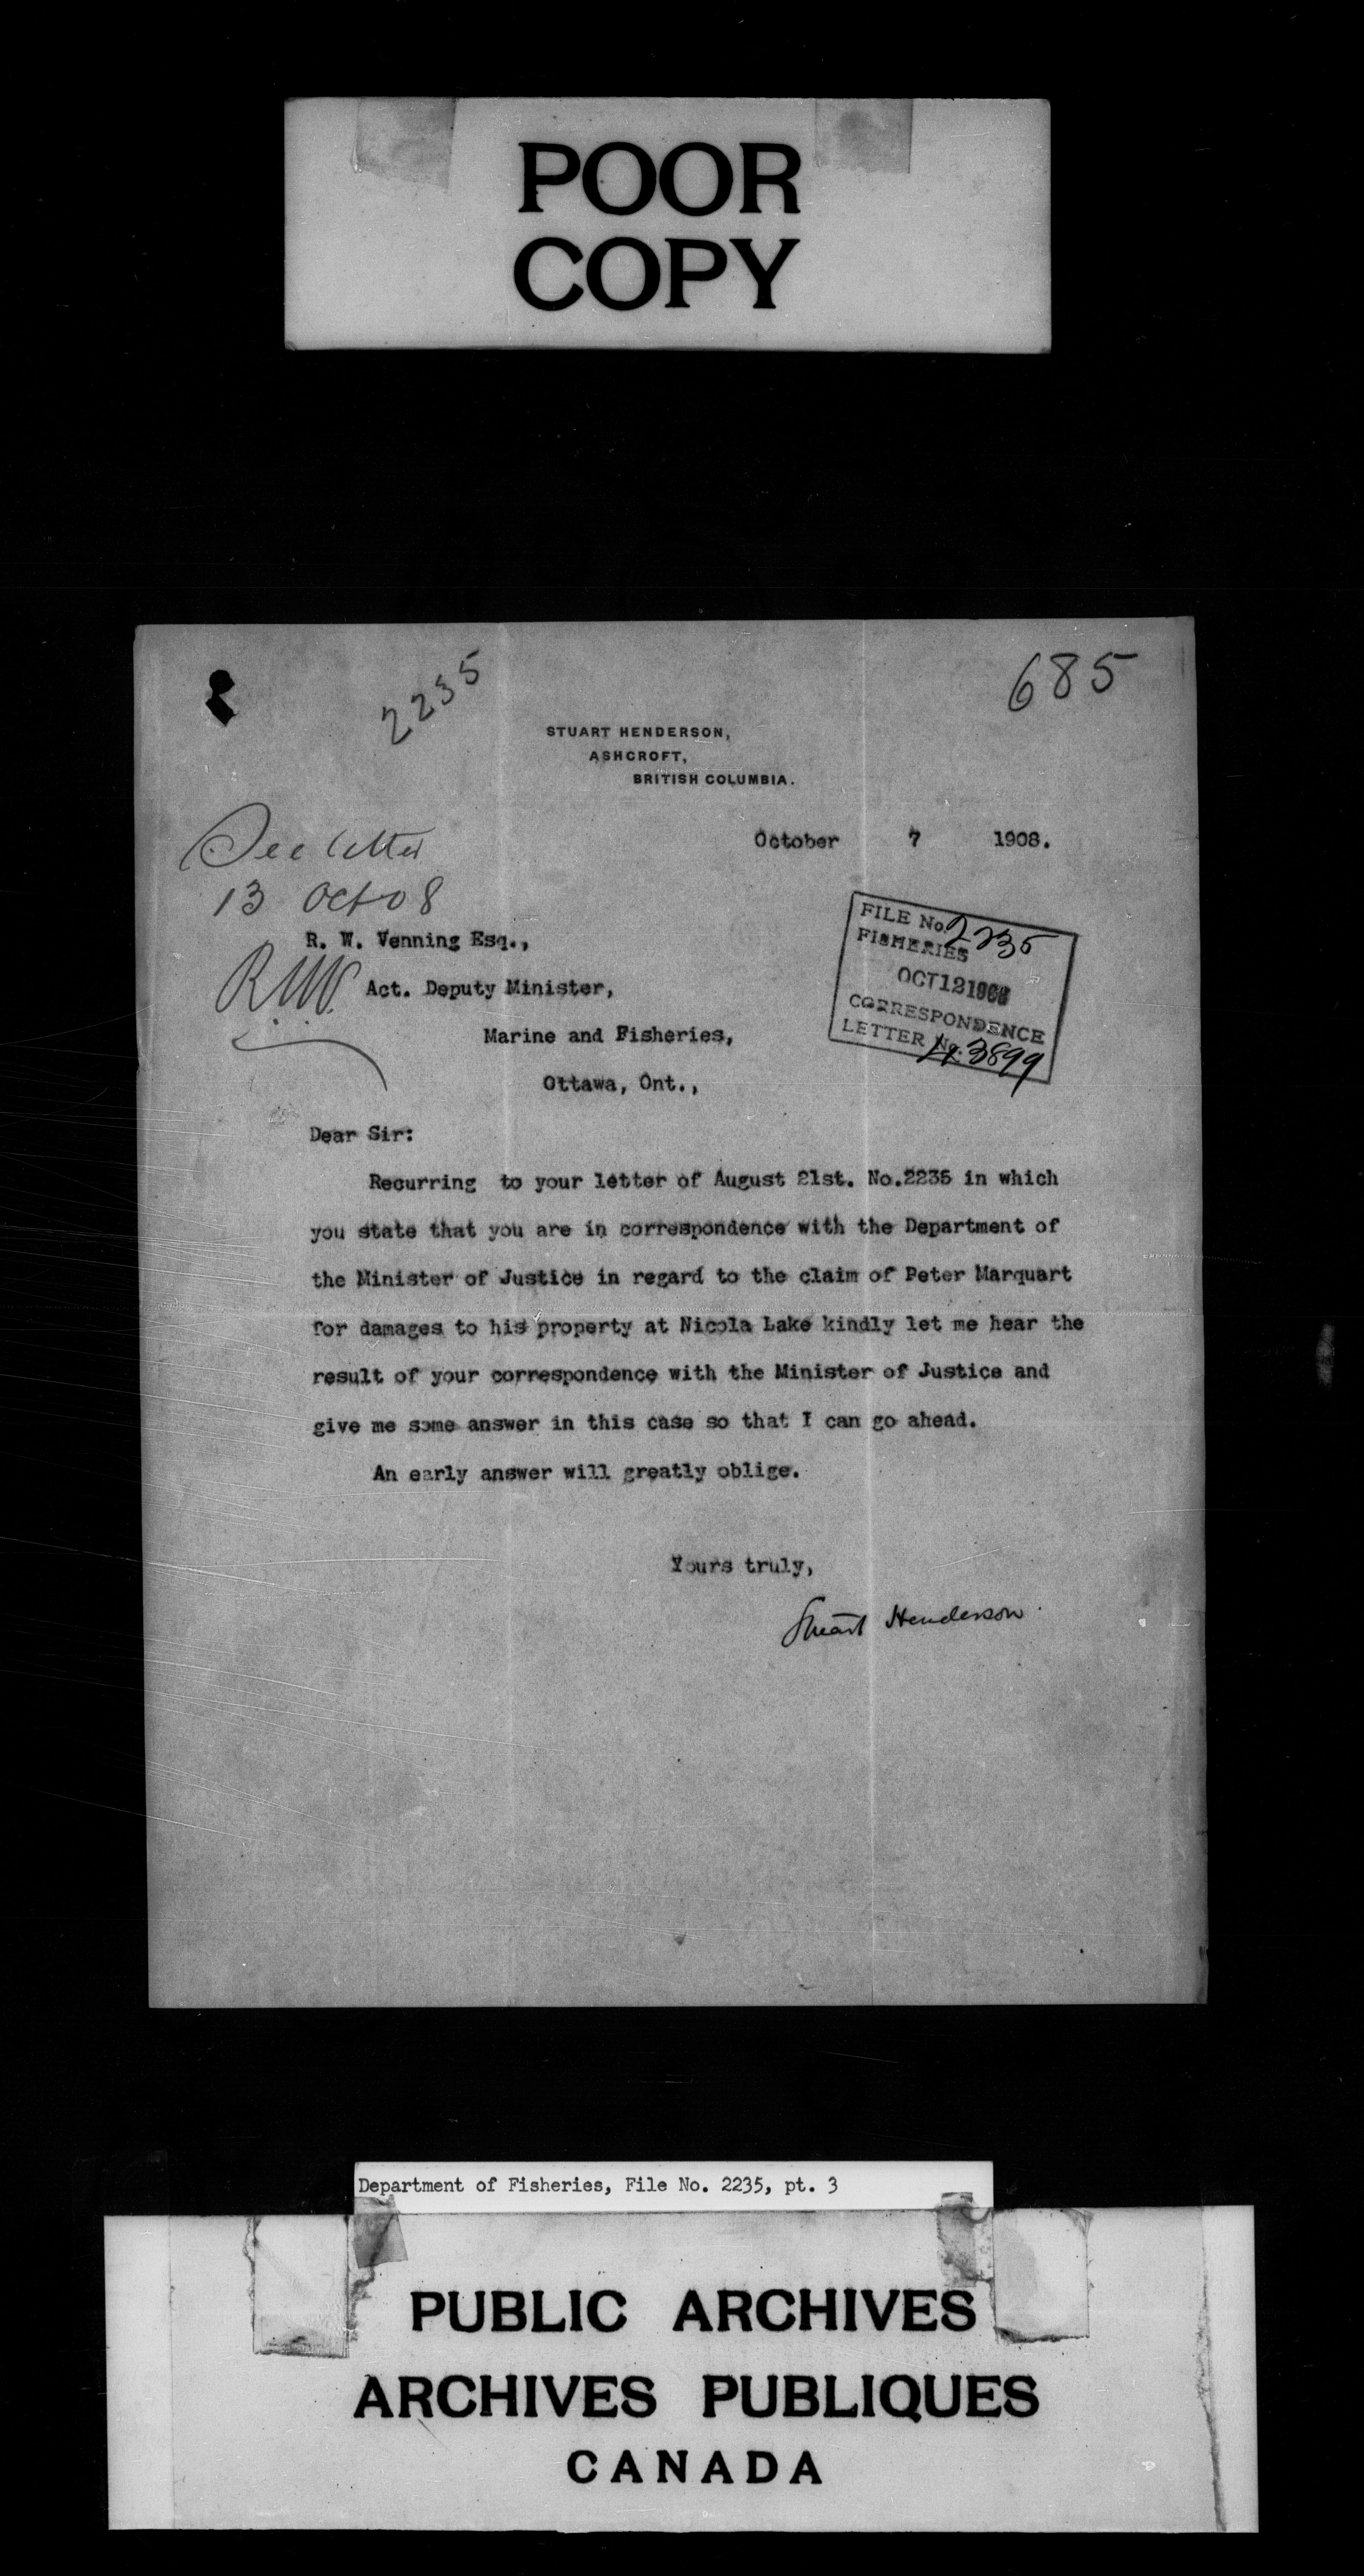 POOR
COPY
2235
685
STUART HENDERSON,
ASHCROFT,
BRITISH COLUMBIA.
See letter
13 Oct 08
October 7 1908.
FILE No. 2235
FISHERIES
OCT 12 1908
CORRESPONDENCE
LETTER No. 3899
R. W. Venning Esq.,
Act. Deputy Minister,
Marine and Fisheries,
Ottawa, Ont.,
Dear Sir:
Recurring to your letter of August 21st. No.2235 in which
you state that you are in correspondence with the Department of
the Minister of Justice in regard to the claim of Peter Marquart
for damages to his property at Nicola Lake kindly let me hear the
result of your correspondence with the Minister of Justice and
give me some answer in this case so that I can go ahead.
An early answer will greatly oblige.
Yours truly,
Stuart Henderson.
Department of Fisheries, File No. 2235, pt. 3
PUBLIC ARCHIVES
ARCHIVES PUBLIQUES
CANADA